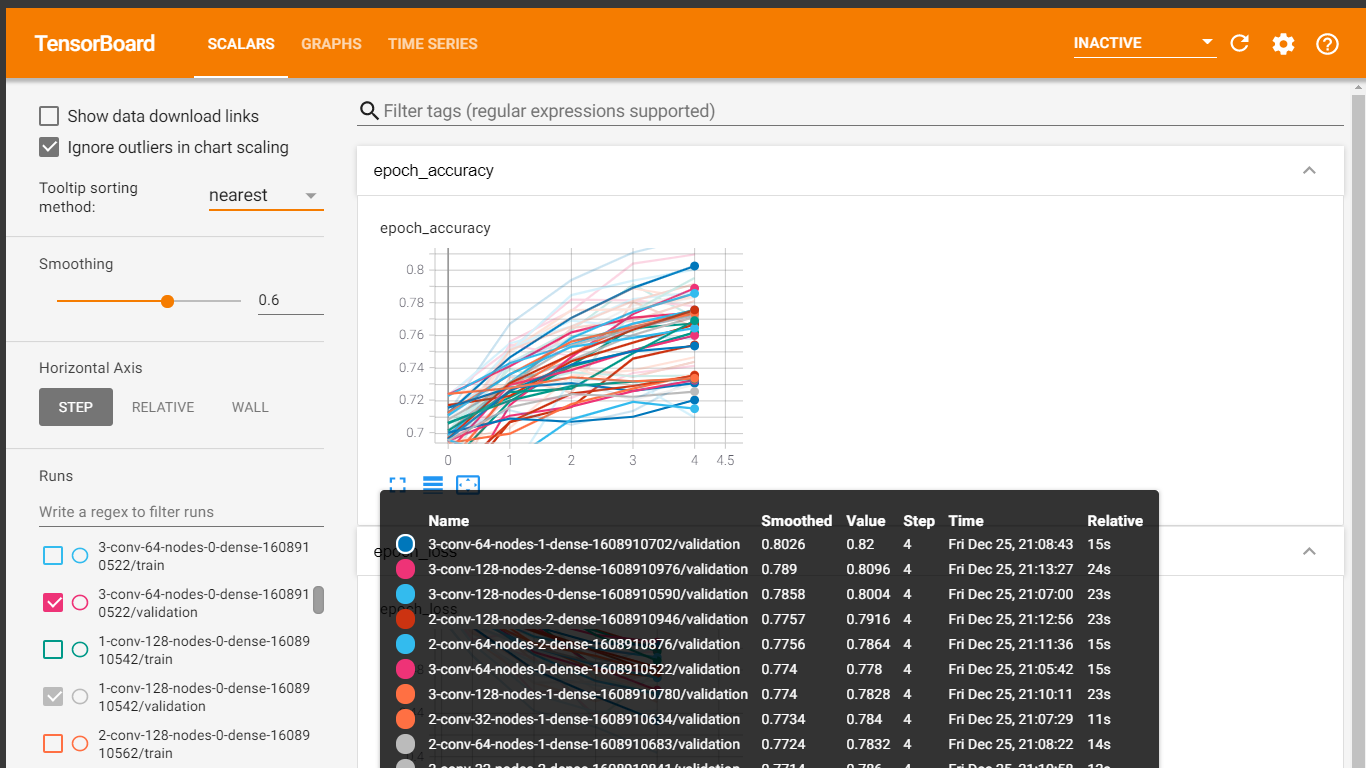 TensorBoard SCALARS GRAPHS TIME SERIES INACTIVE
Show data download links
Ignore outliers in chart scaling
Tooltip sorting
method:
nearest
Smoothing
0.6
Horizontal Axis
STEP RELATIVE WALL
Runs
Write a regex to filter runs
3-conv-64-nodes-0-dense-160891
0522/train
3-conv-64-nodes-0-dense-160891
0522/validation
1-conv-128-nodes-0-dense-16089
10542/train
1-conv-128-nodes-0-dense-16089
10542/validation
2-conv-128-nodes-0-dense-16089
10562/train
Filter tags (regular expressions supported)
epoch_accuracy
epoch_accuracy
0.8
0.78
0.76
0.74
0.72
0.7
0 1 2 3 4 4.5
epoch_loss
epoch_loss
Name Smoothed Value Step Time Relative
3-conv-64-nodes-1-dense-1608910702/validation 0.8026 0.82 4 Fri Dec 25, 21:08:43 15s
3-conv-128-nodes-2-dense-1608910976/validation 0.789 0.8096 4 Fri Dec 25, 21:13:27 24s
3-conv-128-nodes-0-dense-1608910590/validation 0.7858 0.8004 4 Fri Dec 25, 21:07:00 23s
2-conv-128-nodes-2-dense-1608910946/validation 0.7757 0.7916 4 Fri Dec 25, 21:12:56 23s
2-conv-64-nodes-2-dense-1608910876/validation 0.7756 0.7864 4 Fri Dec 25, 21:11:36 15s
3-conv-64-nodes-0-dense-1608910522/validation 0.774 0.778 4 Fri Dec 25, 21:05:42 15s
3-conv-128-nodes-1-dense-1608910780/validation 0.774 0.7828 4 Fri Dec 25, 21:10:11 23s
2-conv-32-nodes-1-dense-1608910634/validation 0.7734 0.784 4 Fri Dec 25, 21:07:29 11s
2-conv-64-nodes-1-dense-1608910683/validation 0.7724 0.7832 4 Fri Dec 25, 21:08:22 14s